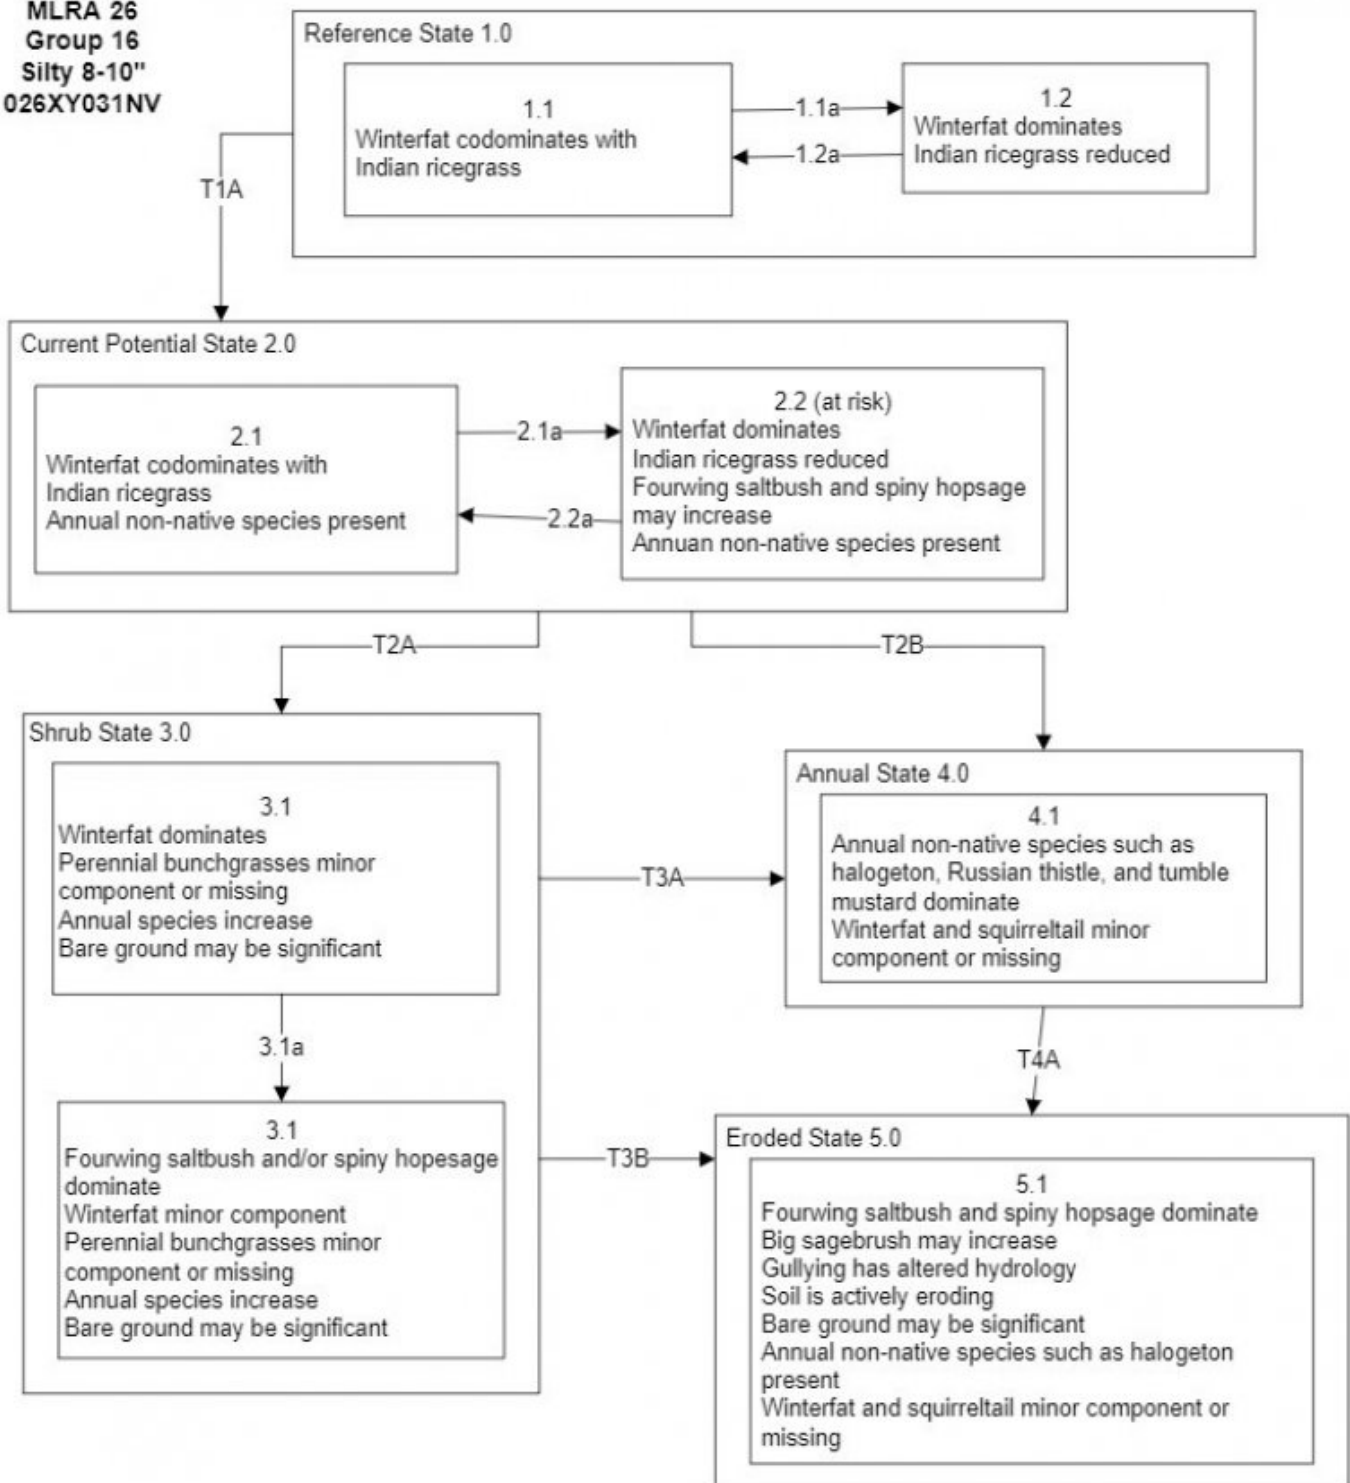 MLRA 26
Group 16
Silty 8-10"
026XY031NV
Reference State 1.0
1.1
Winterfat codominates with
Indian ricegrass
1.1a
1.2a
1.2
Winterfat dominates
Indian ricegrass reduced
T1A
Current Potential State 2.0
2.1
Winterfat codominates with
Indian ricegrass
Annual non-native species present
2.1a
2.2a
2.2 (at risk)
Winterfat dominates
Indian ricegrass reduced
Fourwing saltbush and spiny hopsage
may increase
Annuan non-native species present
T2A
T2B
Shrub State 3.0
3.1
Winterfat dominates
Perennial bunchgrasses minor
component or missing
Annual species increase
Bare ground may be significant
3.1a
3.1
Fourwing saltbush and/or spiny hopesage
dominate
Winterfat minor component
Perennial bunchgrasses minor
component or missing
Annual species increase
Bare ground may be significant
T3A
T3B
Annual State 4.0
4.1
Annual non-native species such as
halogeton, Russian thistle, and tumble
mustard dominate
Winterfat and squirreltail minor
component or missing
T4A
Eroded State 5.0
5.1
Fourwing saltbush and spiny hopsage dominate
Big sagebrush may increase
Gullying has altered hydrology
Soil is actively eroding
Bare ground may be significant
Annual non-native species such as halogeton
present
Winterfat and squirreltail minor component or
missing